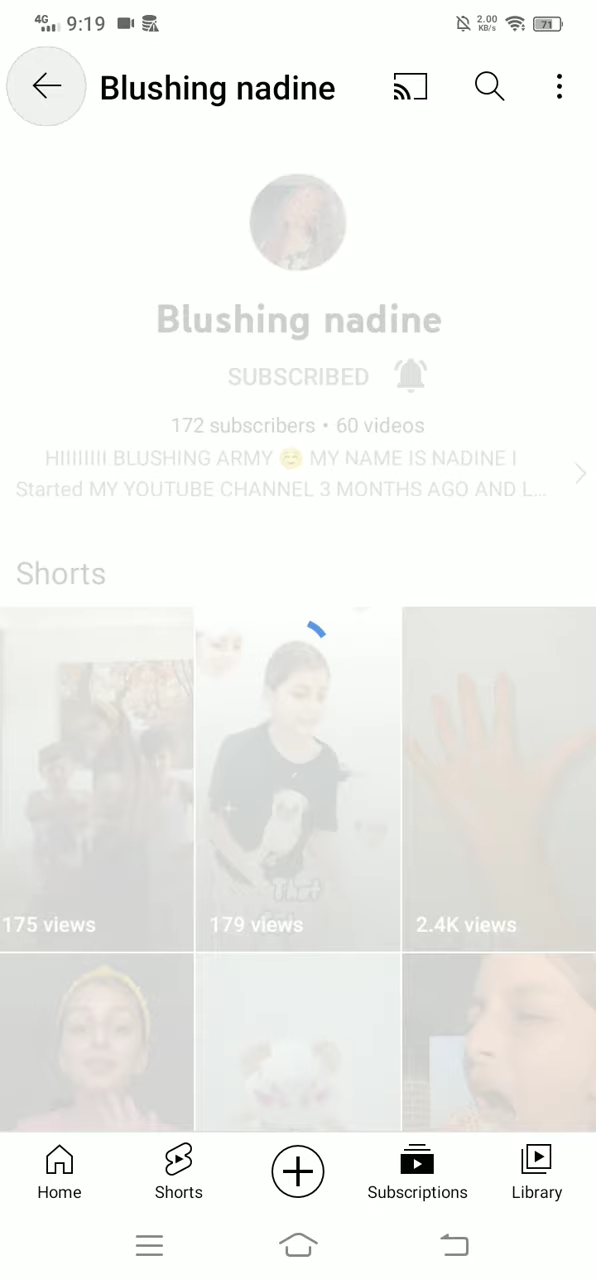 4G 9:19 2.00 KB/s 71
Blushing nadine
Blushing nadine
SUBSCRIBED
172 subscribers • 60 videos
HIIIIIIII BLUSHING ARMY ☺️ MY NAME IS NADINE I
Started MY YOUTUBE CHANNEL 3 MONTHS AGO AND L...
Shorts
That
175 views 179 views 2.4K views
Home Shorts Subscriptions Library